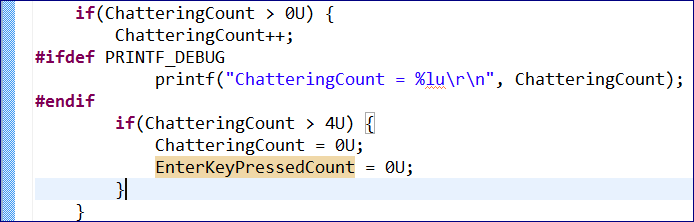 if(ChatteringCount > 0U) {
ChatteringCount++;
#ifdef PRINTF_DEBUG
printf("ChatteringCount = %lu\r\n", ChatteringCount);
#endif
if(ChatteringCount > 4U) {
ChatteringCount = 0U;
EnterKeyPressedCount = 0U;
}
}